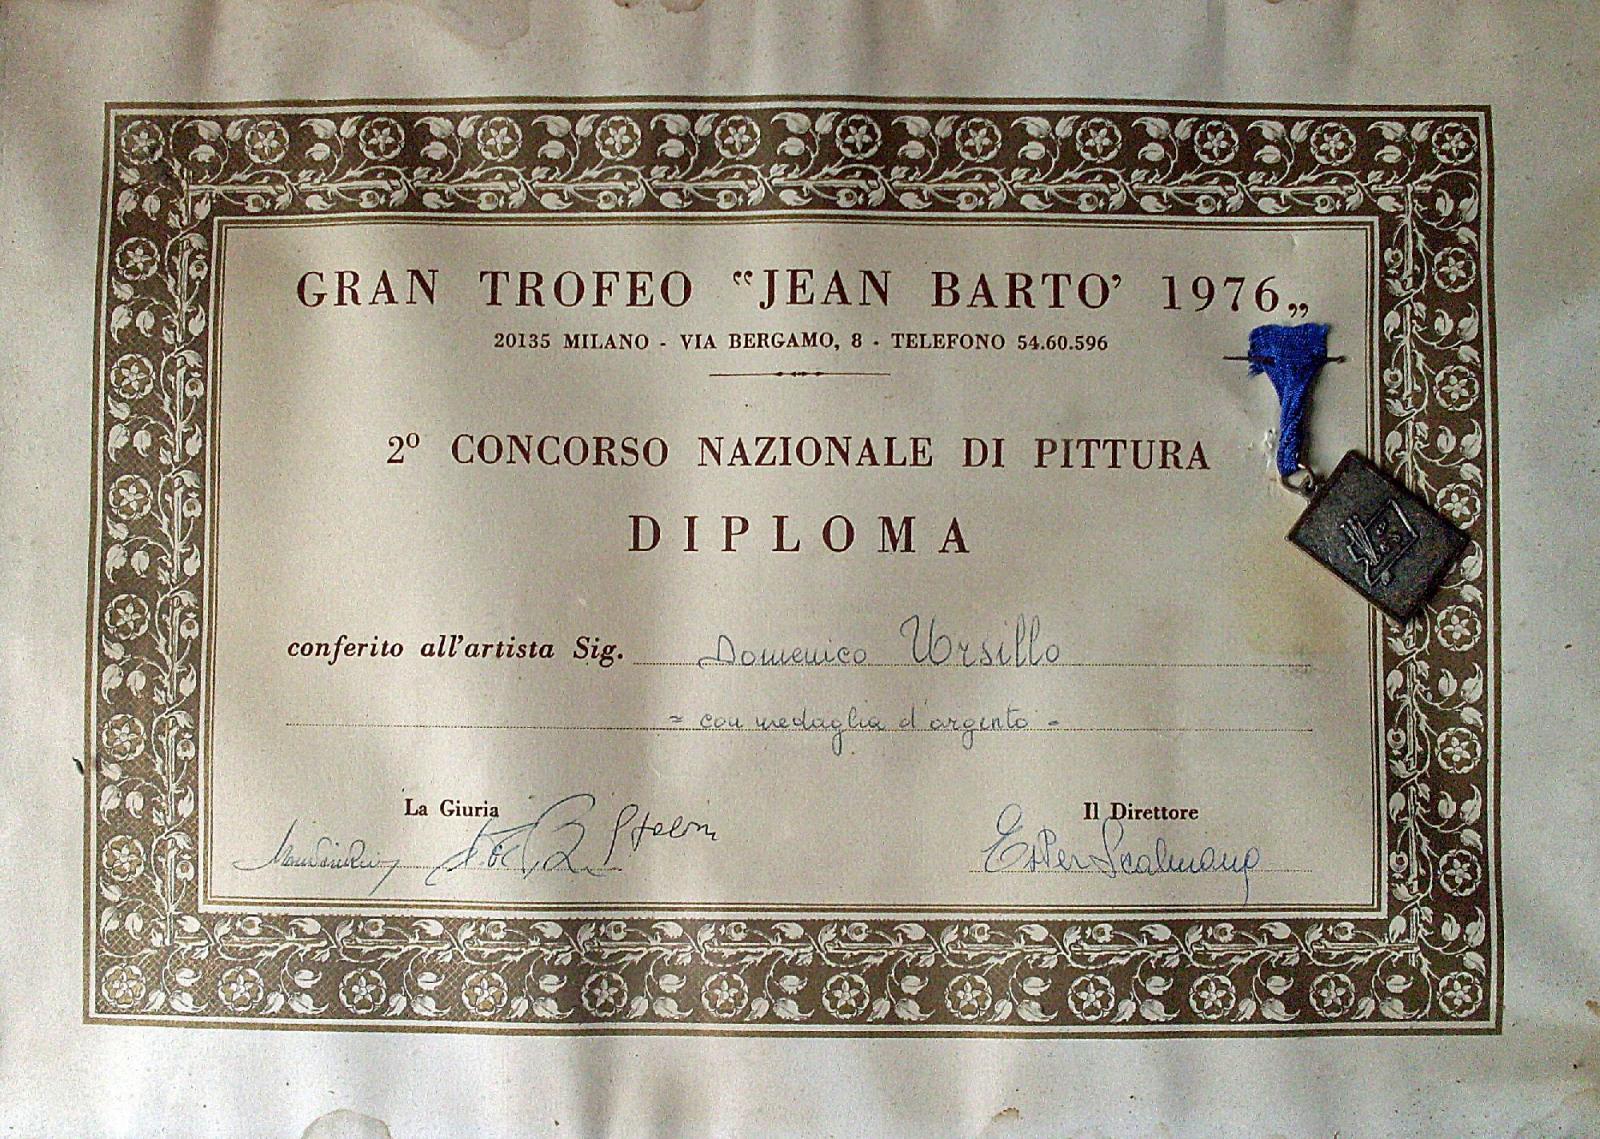 GRAN TROFEO “JEAN BARTO’ 1976„
20135 MILANO - VIA BERGAMO, 8 - TELEFONO 54.60.596
2º CONCORSO NAZIONALE DI PITTURA
DIPLOMA
conferito all'artista Sig. Domenico Ursillo
= con medaglia d'argento =
La Giuria
Il Direttore